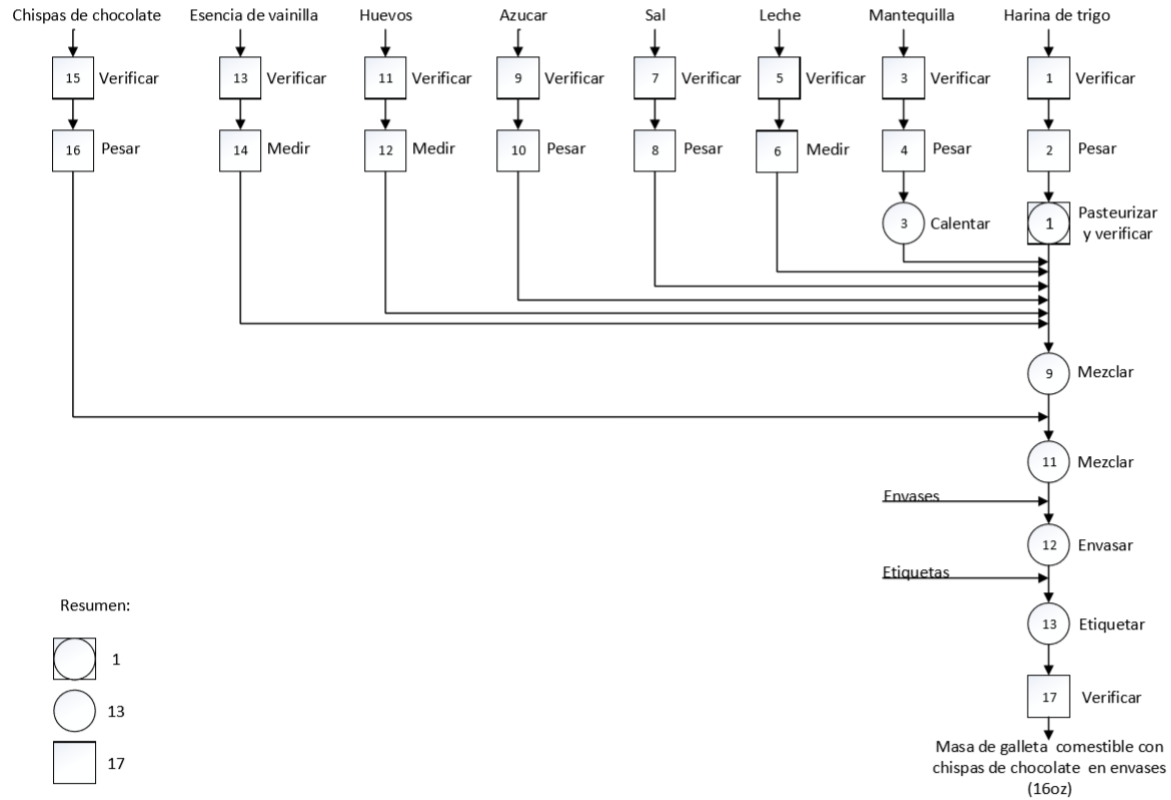 Chispas de chocolate Esencia de vainilla Huevos Azucar Sal Leche Mantequilla Harina de trigo
15 Verificar 13 Verificar 11 Verificar 9 Verificar 7 Verificar 5 Verificar 3 Verificar 1 Verificar
16 Pesar 14 Medir 12 Medir 10 Pesar 8 Pesar 6 Medir 4 Pesar 2 Pesar
3 Calentar 1 Pasteurizar
y verificar
9 Mezclar
11 Mezclar
Envases
12 Envasar
Etiquetas
13 Etiquetar
17 Verificar
Masa de galleta comestible con
chispas de chocolate en envases
(16oz)
Resumen:
1
13
17